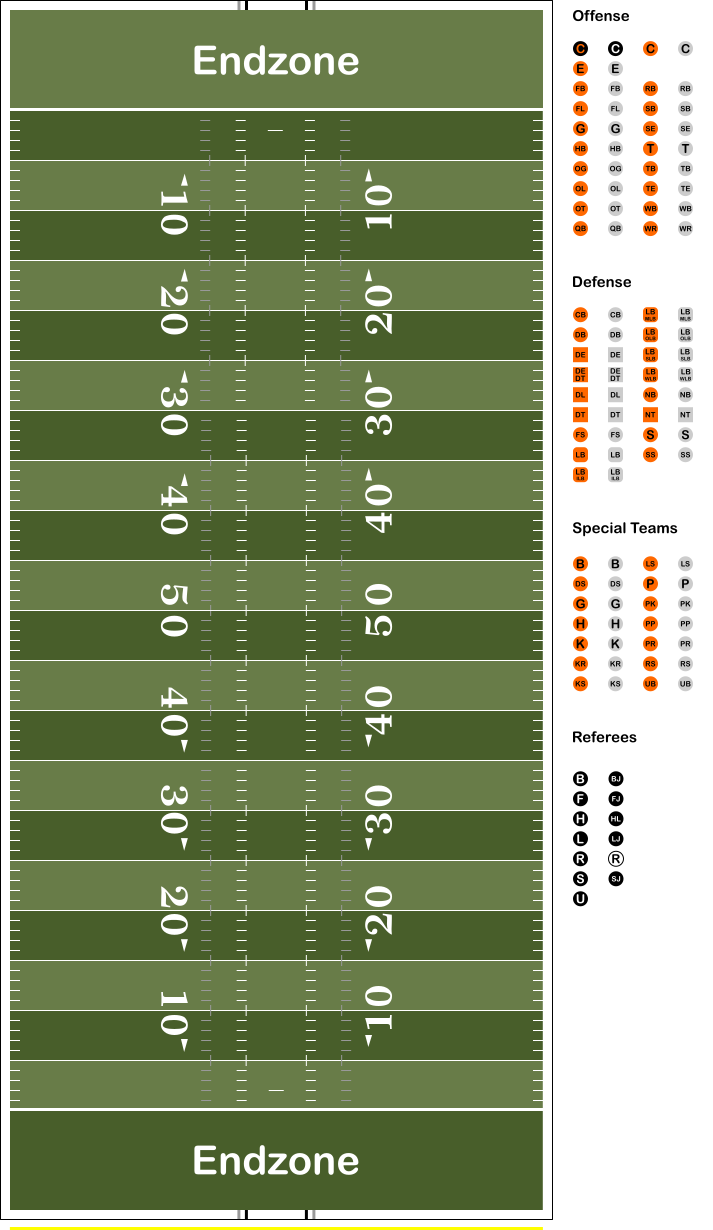 Endzone
10 10
20 20
30 30
40 40
50 50
40 40
30 30
20 20
10 10
Endzone
Offense
C C C C
E E
FB FB RB RB
FL FL SB SB
G G SE SE
HB HB T T
OG OG TB TB
OL OL TE TE
OT OT WB WB
QB QB WR WR
Defense
CB CB LB MLB LB MLB
DB DB LB OLB LB OLB
DE DE LB SLB LB SLB
DE DT DE DT LB WLB LB WLB
DL DL NB NB
DT DT NT NT
FS FS S S
LB LB SS SS
LB ILB LB ILB
Special Teams
B B LS LS
DS DS P P
G G PK PK
H H PP PP
K K PR PR
KR KR RS RS
KS KS UB UB
Referees
B BJ
F FJ
H HL
L LJ
R R
S SJ
U